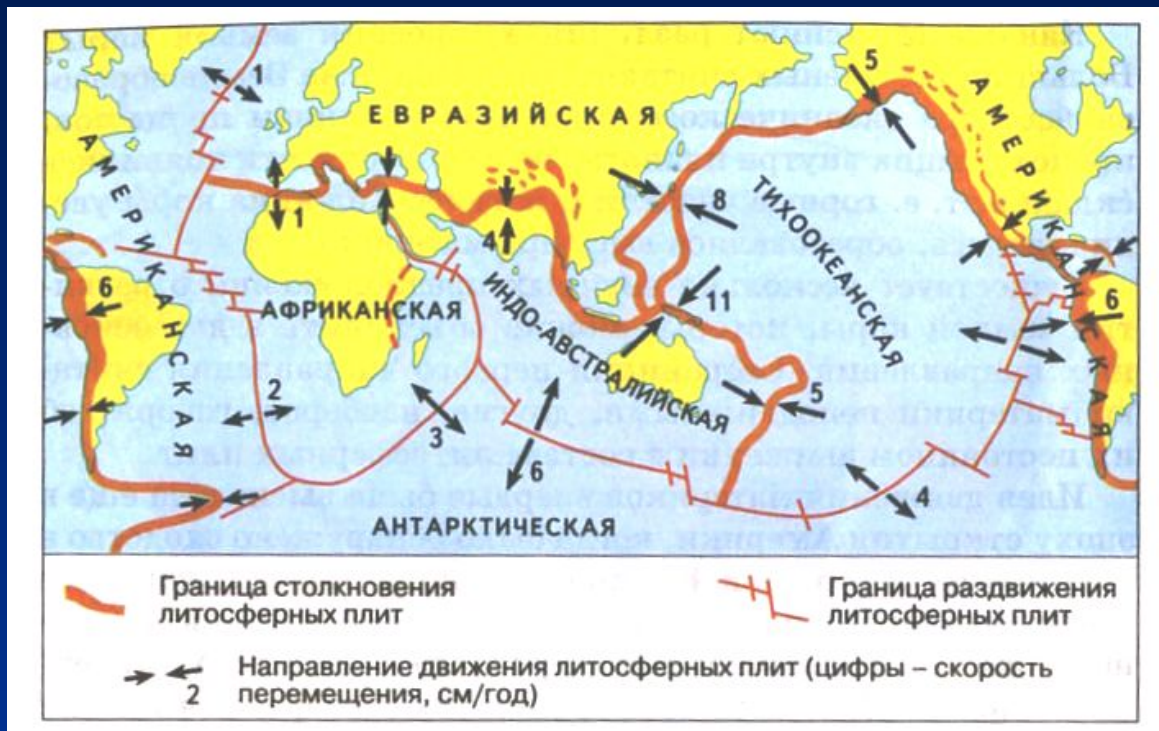 1
5
АМЕРИКАНСКАЯ
ЕВРАЗИЙСКАЯ
АМЕРИКАНСКАЯ
ТИХООКЕАНСКАЯ
8
1
4
6
АФРИКАНСКАЯ
ИНДО-АВСТРАЛИЙСКАЯ
11
6
2
3
6
5
4
АНТАРКТИЧЕСКАЯ
Граница столкновения
литосферных плит
Граница раздвижения
литосферных плит
2
Направление движения литосферных плит (цифры – скорость
перемещения, см/год)